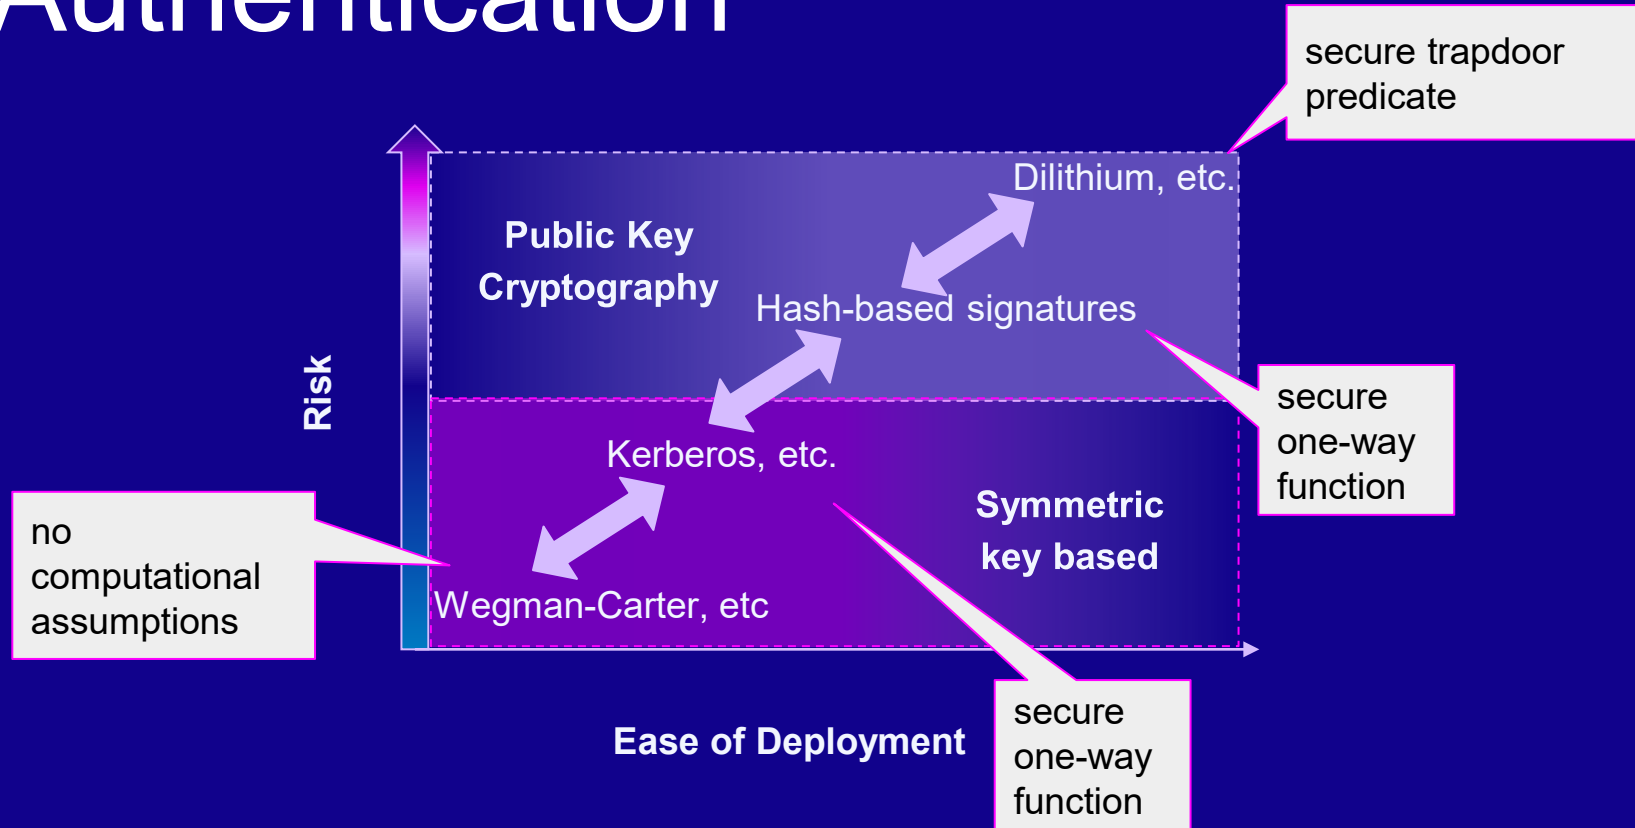 Authentication
secure trapdoor
predicate
Dilithium, etc.
Public Key
Cryptography
Hash-based signatures
Risk
secure
one-way
function
Kerberos, etc.
Symmetric
key based
no
computational
assumptions
Wegman-Carter, etc
secure
one-way
function
Ease of Deployment